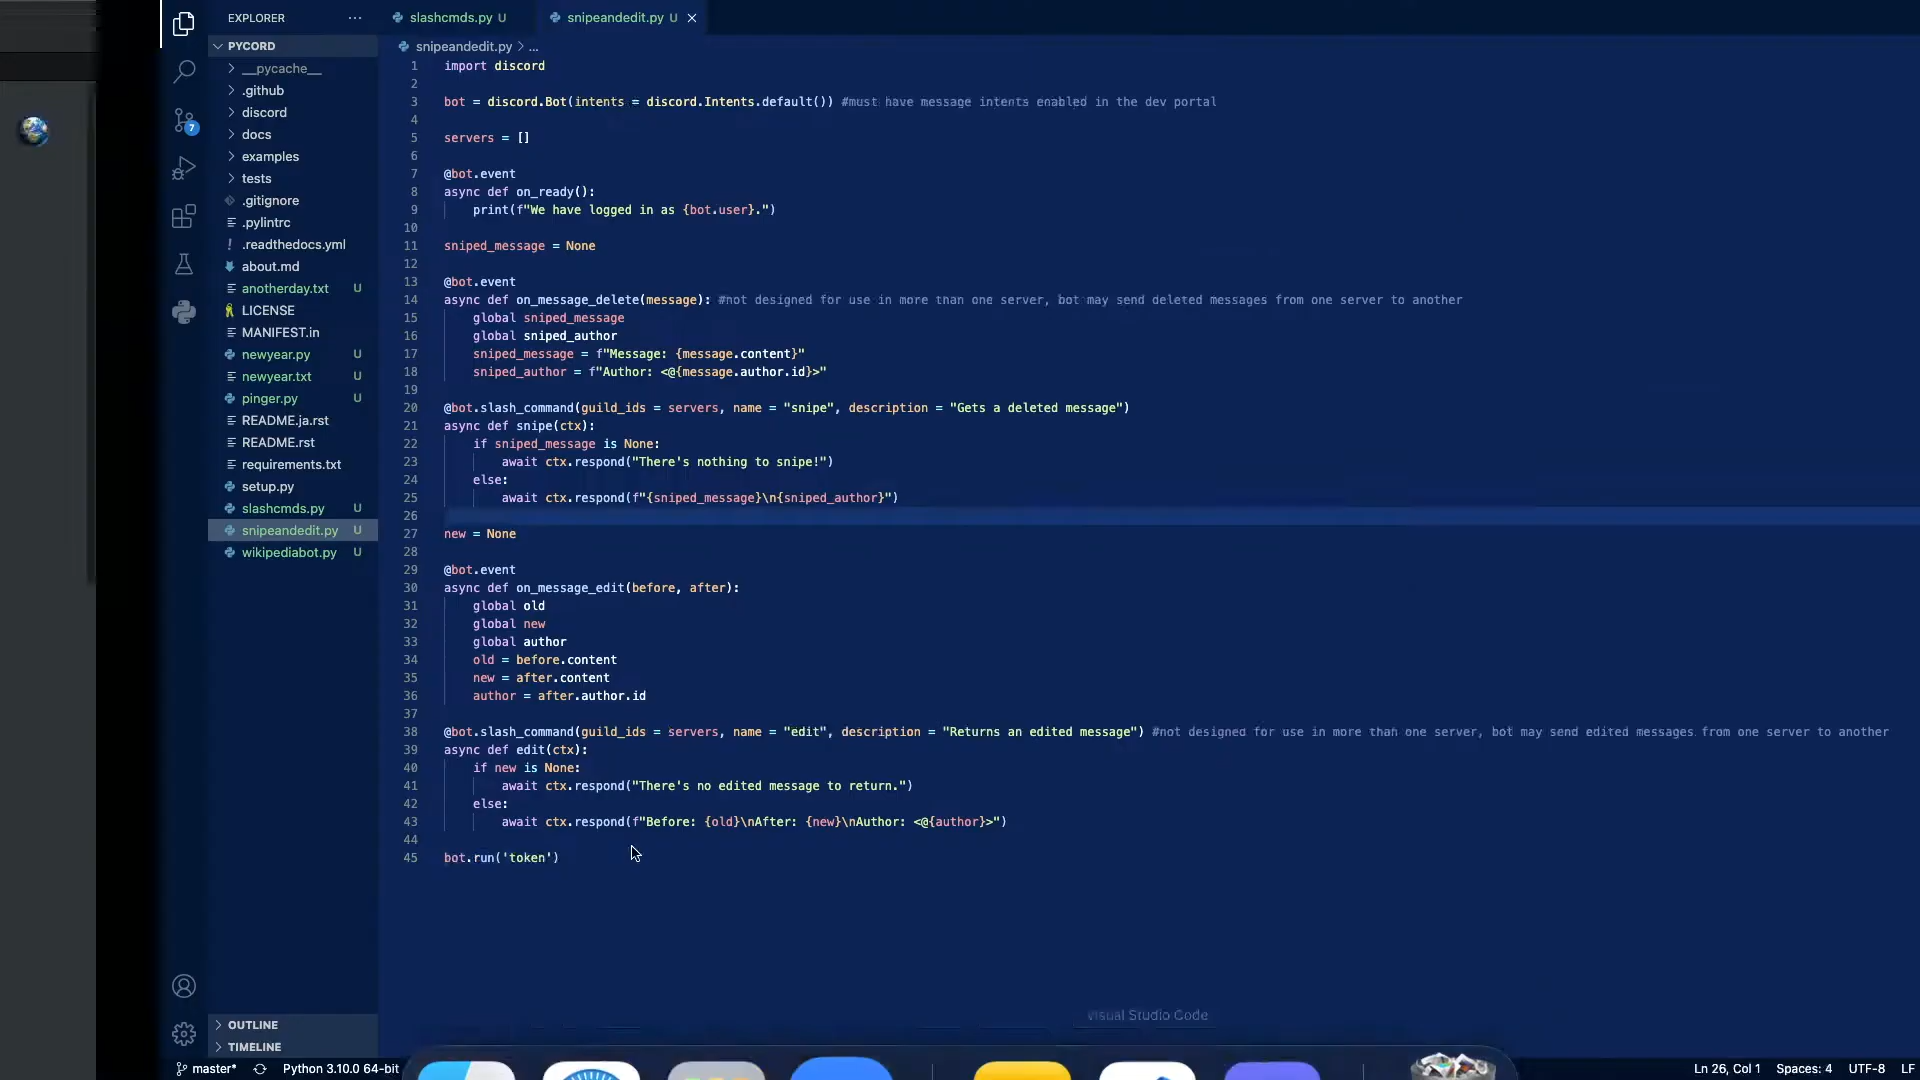 EXPLORER
slashcmds.py U
snipeandedit.py U
PYCORD
snipeandedit.py > ...
__pycache__
.github
discord
docs
examples
tests
.gitignore
.pylintrc
.readthedocs.yml
about.md
anotherday.txt U
LICENSE
MANIFEST.in
newyear.py U
newyear.txt U
pinger.py U
README.ja.rst
README.rst
requirements.txt
setup.py
slashcmds.py U
snipeandedit.py U
wikipediabot.py U
7
OUTLINE
TIMELINE
1 import discord
2
3 bot = discord.Bot(intents = discord.Intents.default()) #must have message intents enabled in the dev portal
4
5 servers = []
6
7 @bot.event
8 async def on_ready():
9 print(f"We have logged in as {bot.user}.")
10
11 sniped_message = None
12
13 @bot.event
14 async def on_message_delete(message): #not designed for use in more than one server, bot may send deleted messages from one server to another
15 global sniped_message
16 global sniped_author
17 sniped_message = f"Message: {message.content}"
18 sniped_author = f"Author: <@{message.author.id}>"
19
20 @bot.slash_command(guild_ids = servers, name = "snipe", description = "Gets a deleted message")
21 async def snipe(ctx):
22 if sniped_message is None:
23 await ctx.respond("There's nothing to snipe!")
24 else:
25 await ctx.respond(f"{sniped_message}\n{sniped_author}")
26
27 new = None
28
29 @bot.event
30 async def on_message_edit(before, after):
31 global old
32 global new
33 global author
34 old = before.content
35 new = after.content
36 author = after.author.id
37
38 @bot.slash_command(guild_ids = servers, name = "edit", description = "Returns an edited message") #not designed for use in more than one server, bot may send edited messages from one server to another
39 async def edit(ctx):
40 if new is None:
41 await ctx.respond("There's no edited message to return.")
42 else:
43 await ctx.respond(f"Before: {old}\nAfter: {new}\nAuthor: <@{author}>")
44
45 bot.run('token')
Visual Studio Code
master* Python 3.10.0 64-bit
Ln 26, Col 1 Spaces: 4 UTF-8 LF